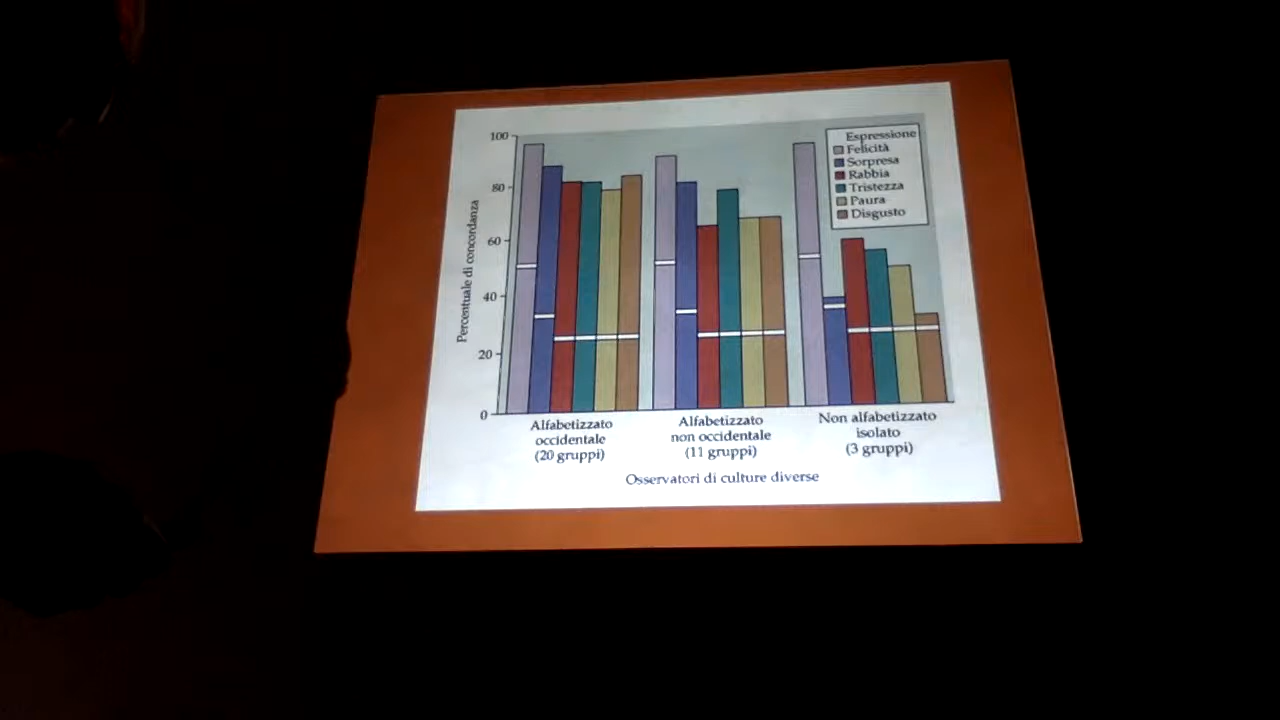 100
80
60
40
20
0
Percentuale di concordanza
Espressione
Felicità
Sorpresa
Rabbia
Tristezza
Paura
Disgusto
Alfabetizzato
occidentale
(20 gruppi)
Alfabetizzato
non occidentale
(11 gruppi)
Non alfabetizzato
isolato
(3 gruppi)
Osservatori di culture diverse